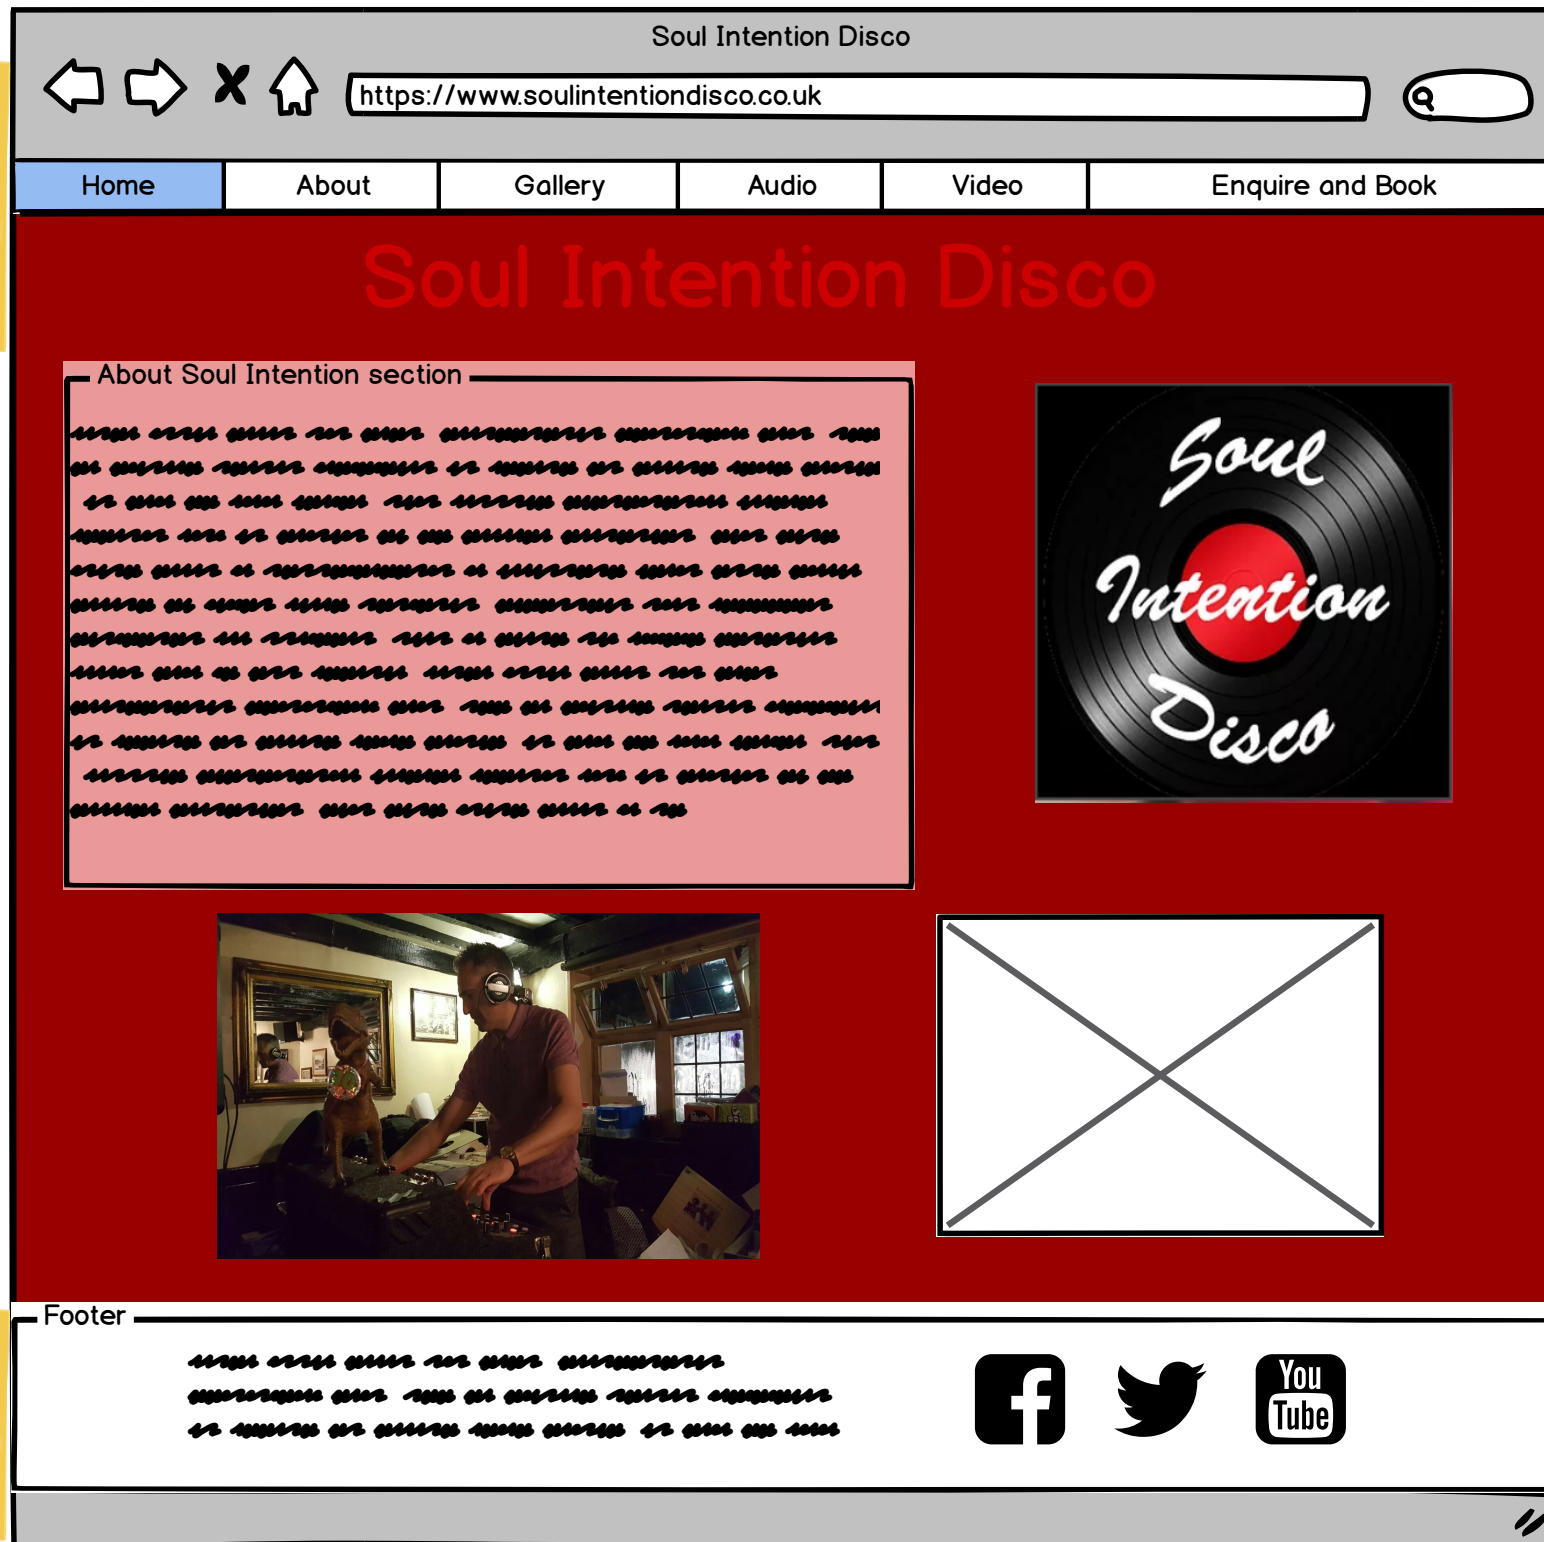 Soul Intention Disco
https://www.soulintentiondisco.co.uk
Home About Gallery Audio Video Enquire and Book
Soul Intention Disco
About Soul Intention section
Soul
Intention
Disco
Footer
You
Tube